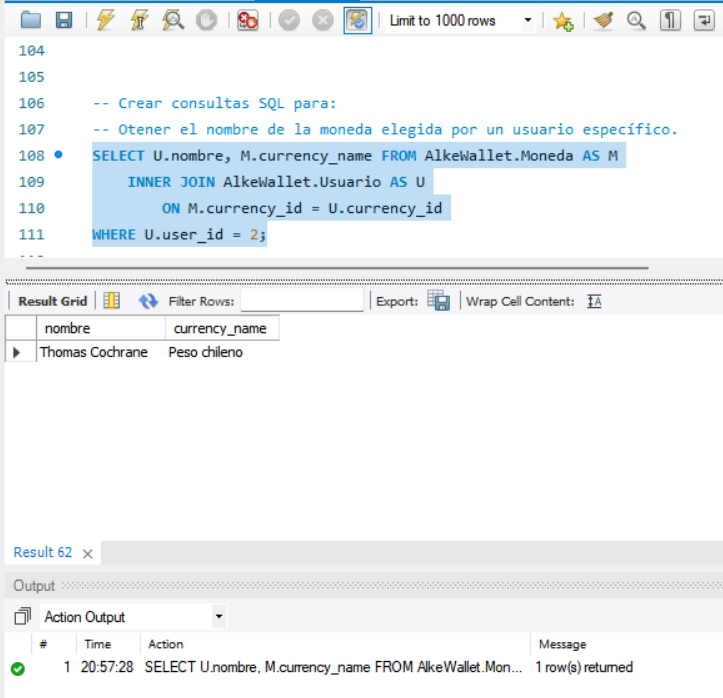 Limit to 1000 rows
104
105
106 -- Crear consultas SQL para:
107 -- Otener el nombre de la moneda elegida por un usuario específico.
108 SELECT U.nombre, M.currency_name FROM AlkeWallet.Moneda AS M
109 INNER JOIN AlkeWallet.Usuario AS U
110 ON M.currency_id = U.currency_id
111 WHERE U.user_id = 2;
Result Grid Filter Rows: Export: Wrap Cell Content: IA
nombre currency_name
Thomas Cochrane Peso chileno
Result 62
Output
Action Output
# Time Action Message
1 20:57:28 SELECT U.nombre, M.currency_name FROM AlkeWallet.Mon... 1 row(s) returned